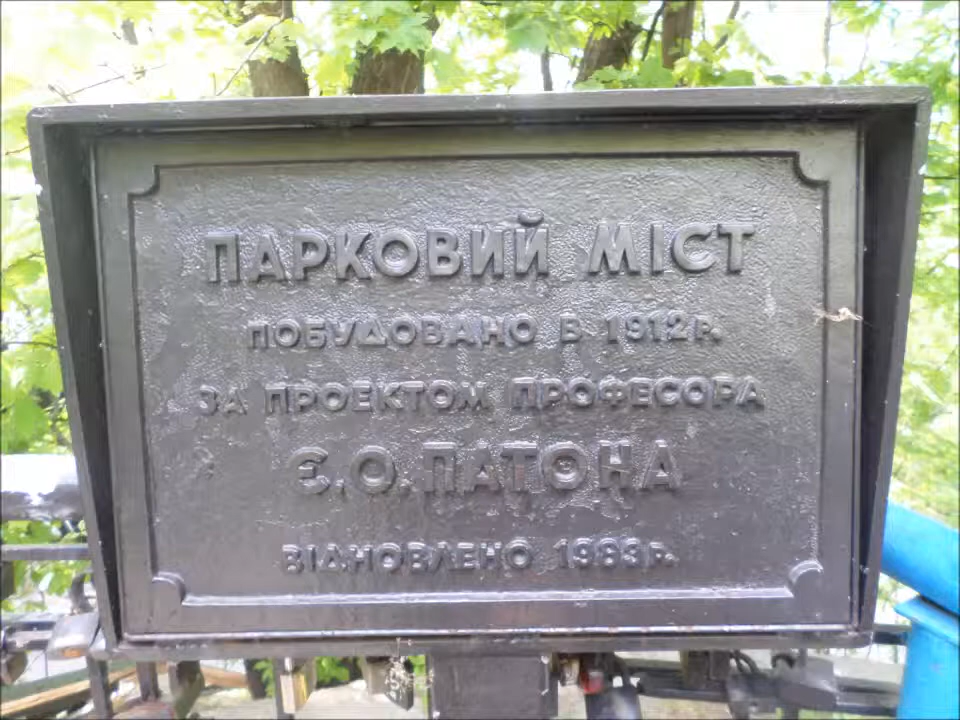 ПАРКОВИЙ МІСТ
ПОБУДОВАНО В 1912 Р.
ЗА ПРОЕКТОМ ПРОФЕСОРА
Є.О.ПАТОНА
ВІДНОВЛЕНО 1983 Р.